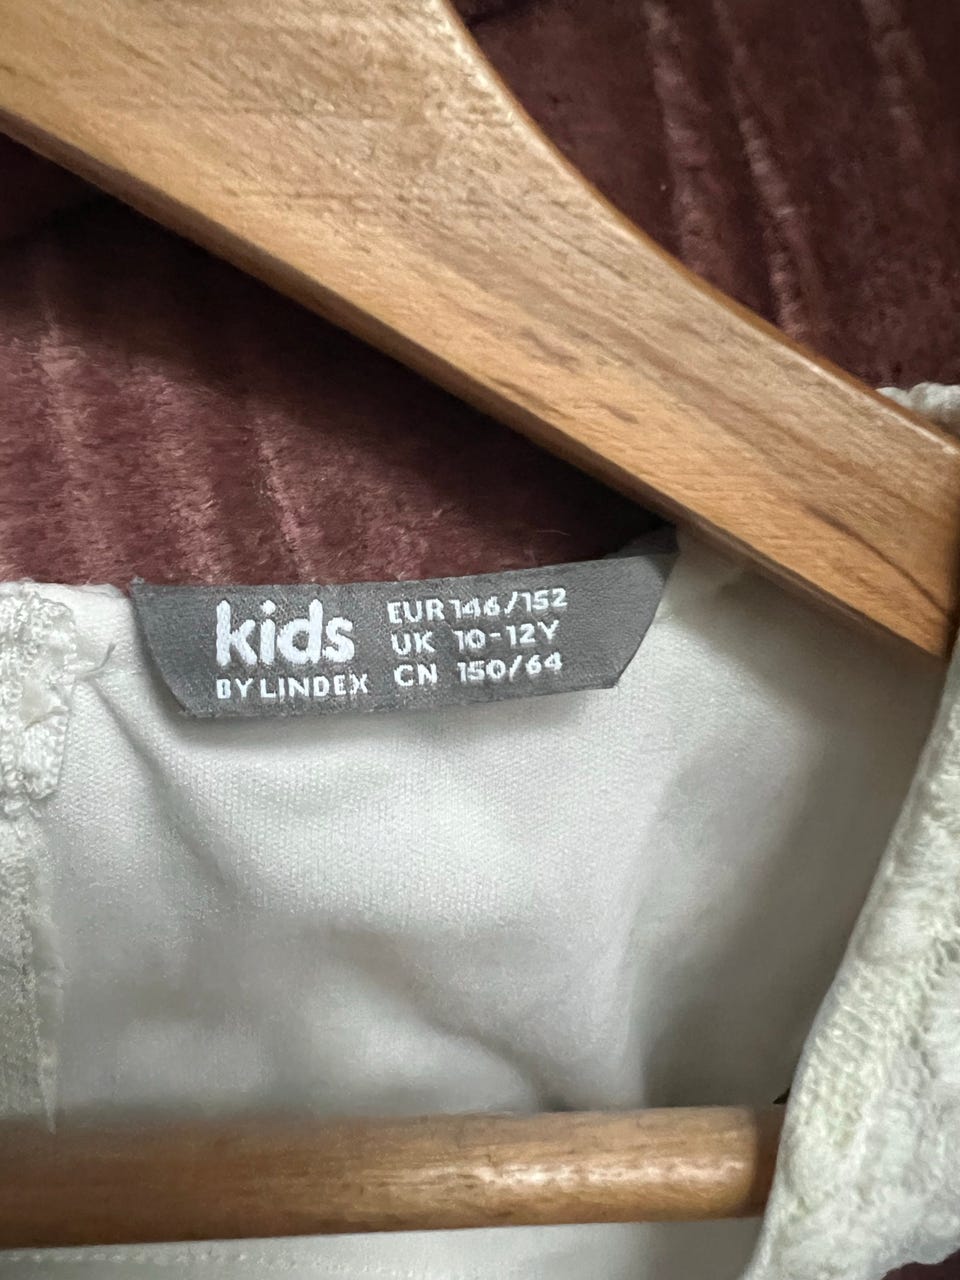 kids
BY LINDEX
EUR 146/152
UK 10-12Y
CN 150/64